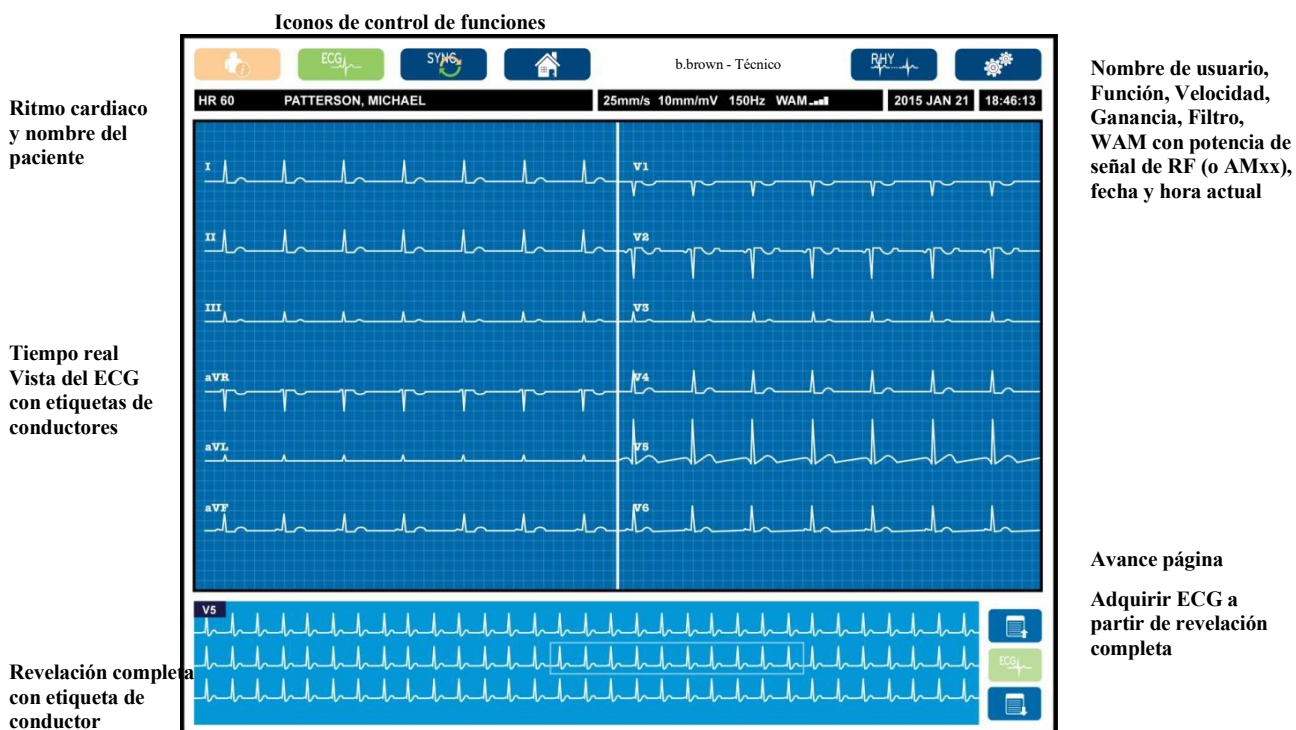 Iconos de control de funciones
ECG
SYNC
b.brown - Técnico
RHY
Ritmo cardiaco
y nombre del
paciente
HR 60 PATTERSON, MICHAEL
25mm/s 10mm/mV 150Hz WAM
2015 JAN 21
18:46:13
Nombre de usuario,
Función, Velocidad,
Ganancia, Filtro,
WAM con potencia de
señal de RF (o AMxx),
fecha y hora actual
I
V1
II
V2
III
V3
Tiempo real
Vista del ECG
con etiquetas de
conductores
aVR
V4
aVL
V5
aVF
V6
Avance página
Adquirir ECG a
partir de revelación
completa
V5
ECG
Revelación completa
con etiqueta de
conductor